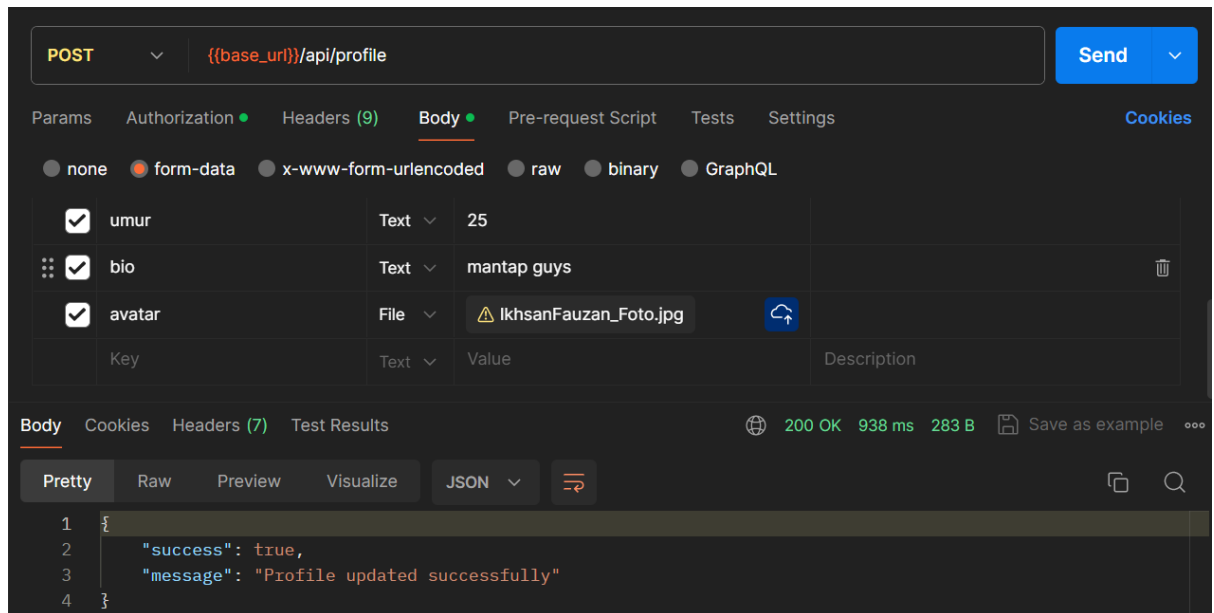 POST {{base_url}}/api/profile Send
Params Authorization Headers (9) Body Pre-request Script Tests Settings Cookies
none form-data x-www-form-urlencoded raw binary GraphQL
umur Text 25
bio Text mantap guys
avatar File IkhsanFauzan_Foto.jpg
Key Text Value Description
Body Cookies Headers (7) Test Results 200 OK 938 ms 283 B Save as example
Pretty Raw Preview Visualize JSON
1 {
2 "success": true,
3 "message": "Profile updated successfully"
4 }